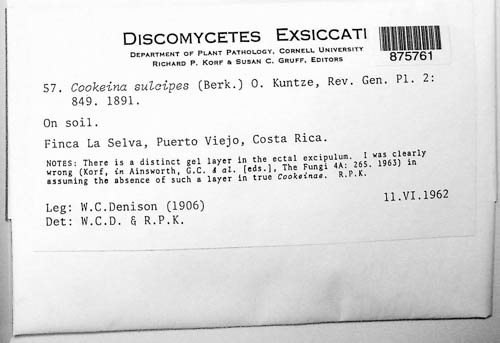 DISCOMYCETES EXSICCATI
DEPARTMENT OF PLANT PATHOLOGY, CORNELL UNIVERSITY
RICHARD P. KORF & SUSAN C. GRUFF, EDITORS
875761
57. Cookeina sulcipes (Berk.) O. Kuntze, Rev. Gen. Pl. 2:
849. 1891.
On soil.
Finca La Selva, Puerto Viejo, Costa Rica.
NOTES: There is a distinct gel layer in the ectal excipulum. I was clearly
wrong (Korf, in Ainsworth, G.C. & al. [eds.], The Fungi 4A: 265. 1963) in
assuming the absence of such a layer in true Cookeinae. R.P.K.
11.VI.1962
Leg: W.C.Denison (1906)
Det: W.C.D. & R.P.K.